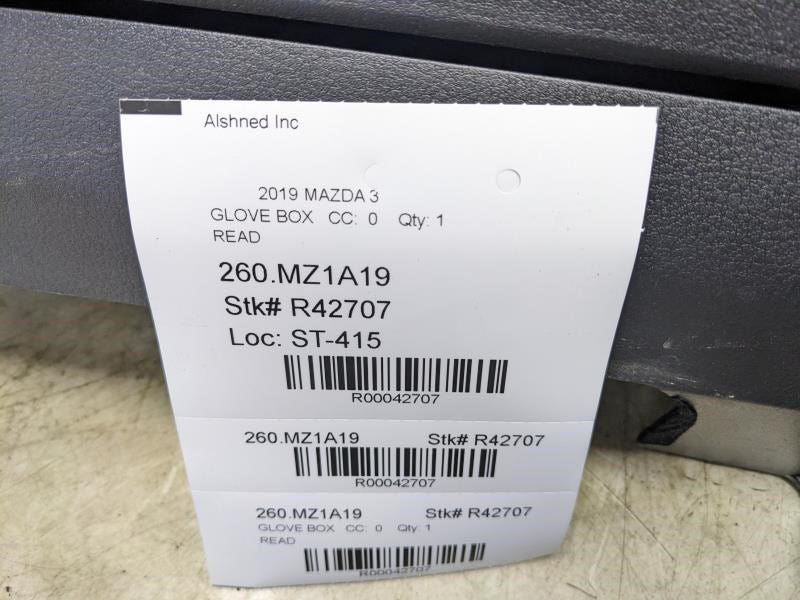 Alshned Inc
2019 MAZDA 3
GLOVE BOX CC: 0 Qty: 1
READ
260.MZ1A19
Stk# R42707
Loc: ST-415
R00042707
260.MZ1A19 Stk# R42707
R00042707
260.MZ1A19 Stk# R42707
GLOVE BOX CC: 0 Qty: 1
READ
R00042707